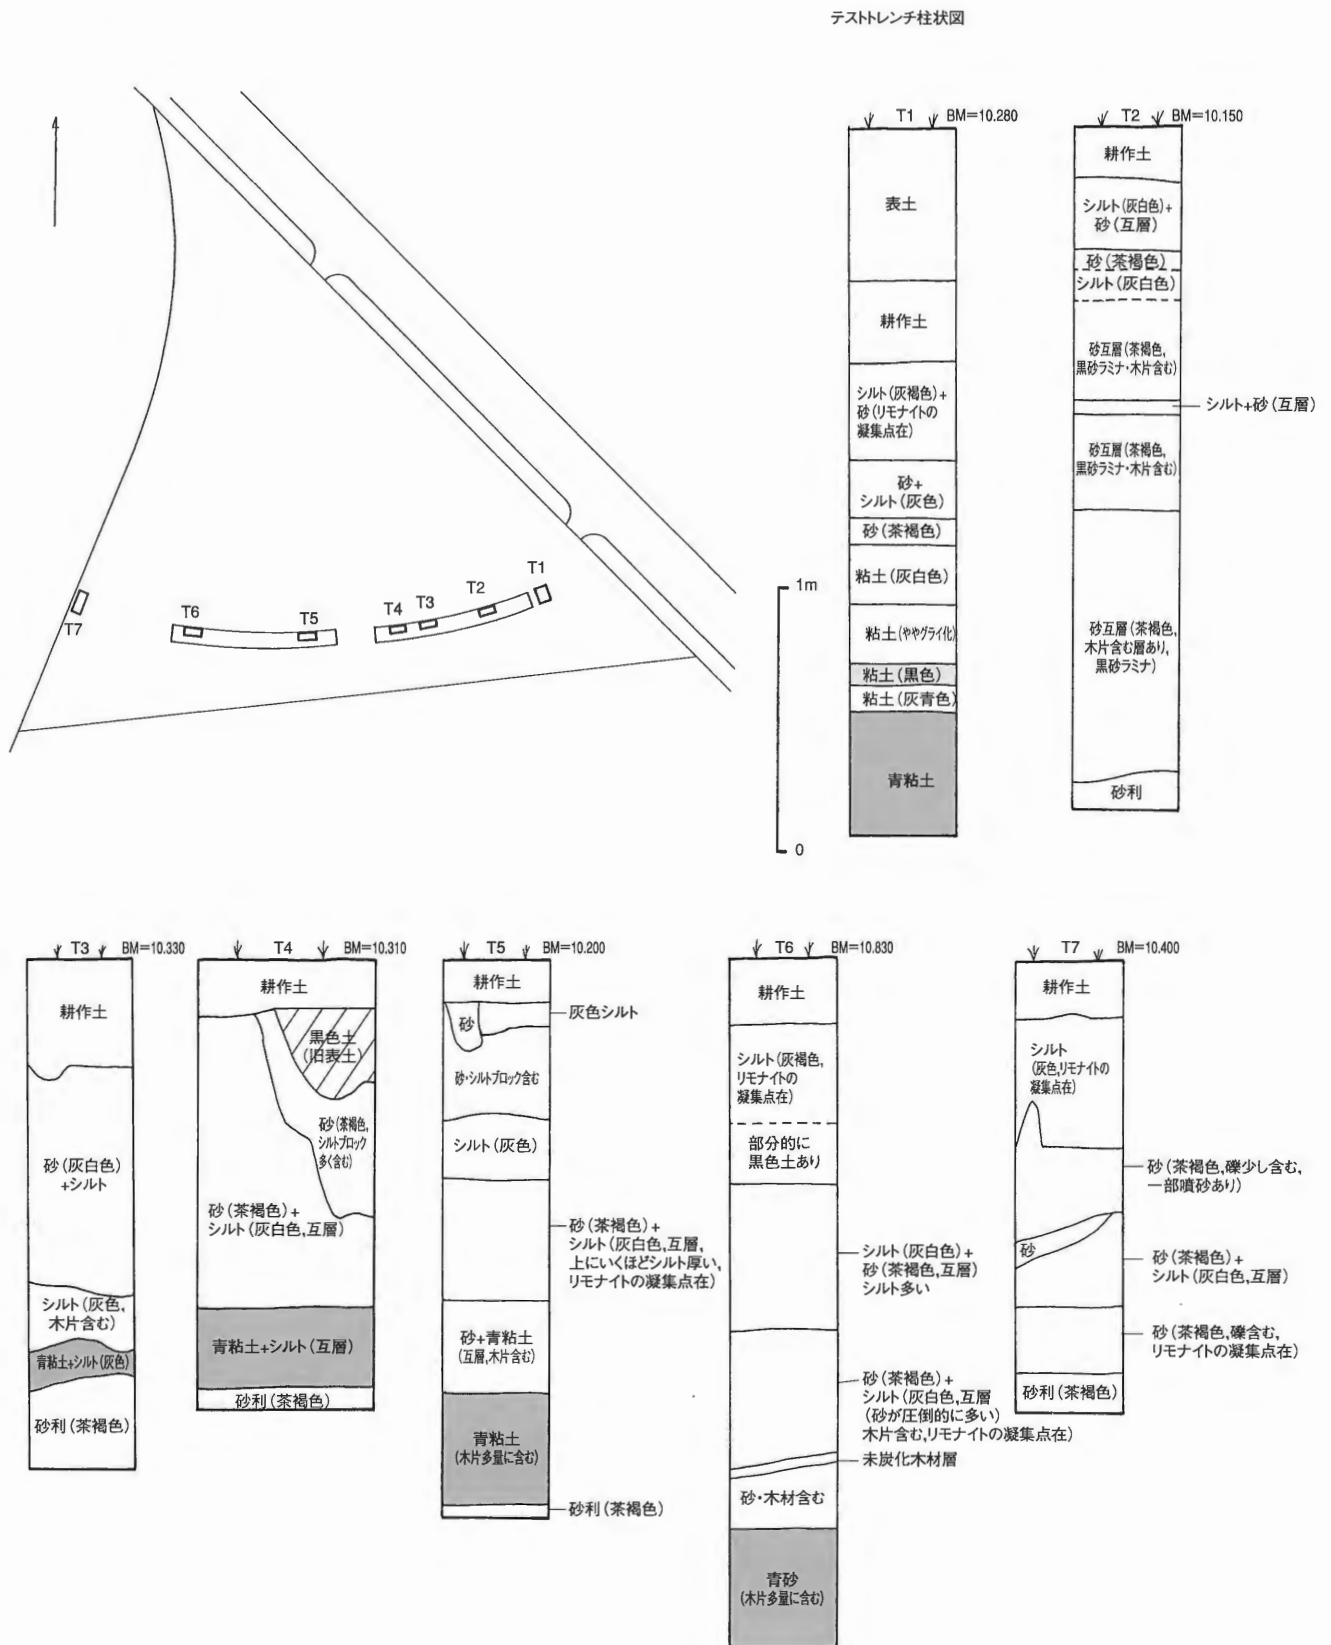 テストトレンチ柱状図
T1
T2
T3
T4
T5
T6
T7
T1 BM=10.280
表土
耕作土
シルト(灰褐色)+
砂(リモナイトの
凝集点在)
砂+
シルト(灰色)
砂(茶褐色)
粘土(灰白色)
粘土(ややグライ化)
粘土(黒色)
粘土(灰青色)
青粘土
1m
0
T2 BM=10.150
耕作土
シルト(灰白色)+
砂(互層)
砂(茶褐色)
シルト(灰白色)
砂互層(茶褐色,
黒砂ラミナ・木片含む)
シルト+砂(互層)
砂互層(茶褐色,
黒砂ラミナ・木片含む)
砂互層(茶褐色,
木片含む層あり,
黒砂ラミナ)
砂利
T3 BM=10.330
耕作土
砂(灰白色)
+シルト
シルト(灰色,
木片含む)
青粘土+シルト(灰色)
砂利(茶褐色)
T4 BM=10.310
耕作土
黒色土
(旧表土)
砂(茶褐色,
シルトブロック
多く含む)
砂(茶褐色)+
シルト(灰白色,互層)
青粘土+シルト(互層)
砂利(茶褐色)
T5 BM=10.200
耕作土
砂
灰色シルト
砂・シルトブロック含む
シルト(灰色)
砂(茶褐色)+
シルト(灰白色,互層,
上にいくほどシルト厚い,
リモナイトの凝集点在)
砂+青粘土
(互層,木片含む)
青粘土
(木片多量に含む)
砂利(茶褐色)
T6 BM=10.830
耕作土
シルト(灰褐色,
リモナイトの
凝集点在)
部分的に
黒色土あり
シルト(灰白色)+
砂(茶褐色,互層)
シルト多い
砂(茶褐色)+
シルト(灰白色,互層
(砂が圧倒的に多い)
木片含む,リモナイトの凝集点在)
未炭化木材層
砂・木材含む
青砂
(木片多量に含む)
T7 BM=10.400
耕作土
シルト
(灰色,リモナイトの
凝集点在)
砂(茶褐色,礫少し含む,
一部噴砂あり)
砂
砂(茶褐色)+
シルト(灰白色,互層)
砂(茶褐色,礫含む,
リモナイトの凝集点在)
砂利(茶褐色)